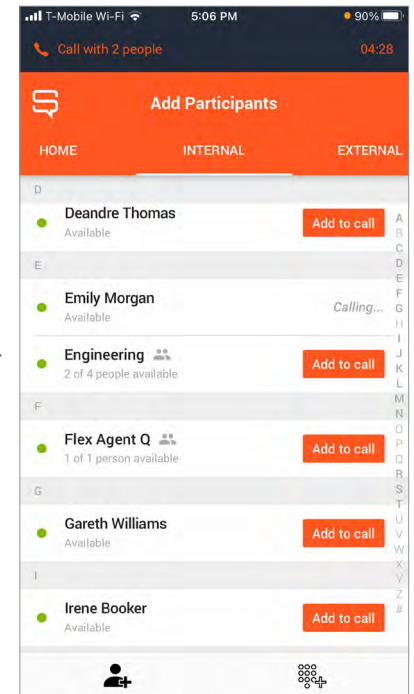 T-Mobile Wi-Fi 5:06 PM 90%
Call with 2 people 04:28
Add Participants
HOME INTERNAL EXTERNAL
D
Deandre Thomas
Available
Add to call
E
Emily Morgan
Available
Calling...
Engineering
2 of 4 people available
Add to call
F
Flex Agent Q
1 of 1 person available
Add to call
G
Gareth Williams
Available
Add to call
I
Irene Booker
Available
Add to call
A
B
C
D
E
F
G
H
I
J
K
L
M
N
O
P
Q
R
S
T
U
V
W
X
Y
Z
#